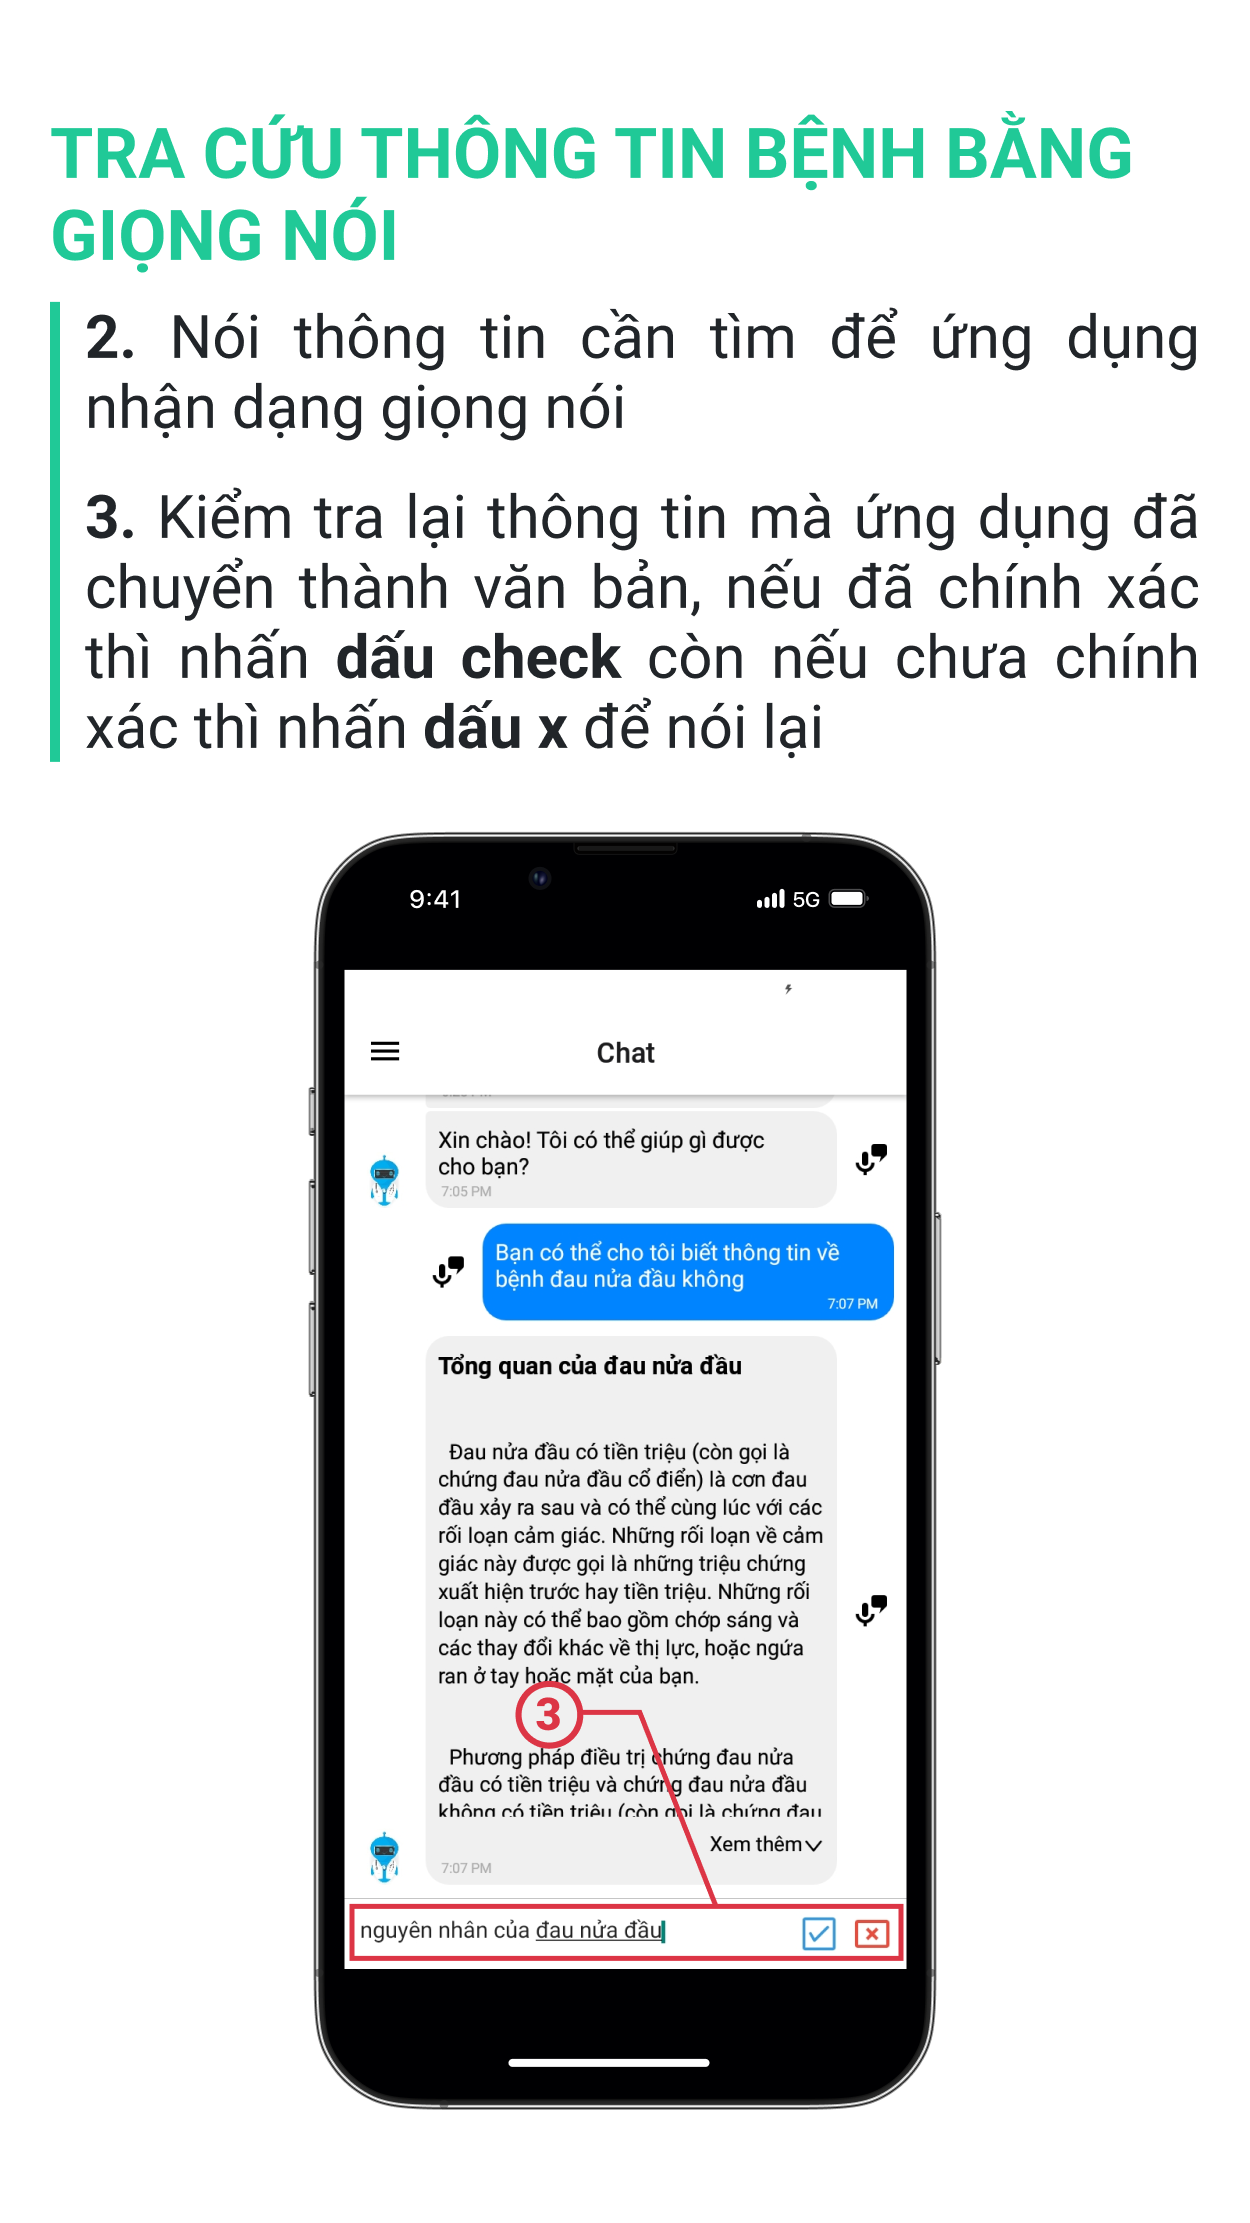 TRA CỨU THÔNG TIN BỆNH BẰNG
GIỌNG NÓI
2. Nói thông tin cần tìm để ứng dụng
nhận dạng giọng nói
3. Kiểm tra lại thông tin mà ứng dụng đã
chuyển thành văn bản, nếu đã chính xác
thì nhấn dấu check còn nếu chưa chính
xác thì nhấn dấu x để nói lại
9:41
5G
Chat
Xin chào! Tôi có thể giúp gì được
cho bạn?
7:05 PM
Bạn có thể cho tôi biết thông tin về
bệnh đau nửa đầu không
7:07 PM
Tổng quan của đau nửa đầu
Đau nửa đầu có tiền triệu (còn gọi là
chứng đau nửa đầu cổ điển) là cơn đau
đầu xảy ra sau và có thể cùng lúc với các
rối loạn cảm giác. Những rối loạn về cảm
giác này được gọi là những triệu chứng
xuất hiện trước hay tiền triệu. Những rối
loạn này có thể bao gồm chớp sáng và
các thay đổi khác về thị lực, hoặc ngứa
ran ở tay hoặc mặt của bạn.
3
Phương pháp điều trị chứng đau nửa
đầu có tiền triệu và chứng đau nửa đầu
không có tiền triệu (còn gọi là chứng đau
Xem thêm
7:07 PM
nguyên nhân của đau nửa đầu